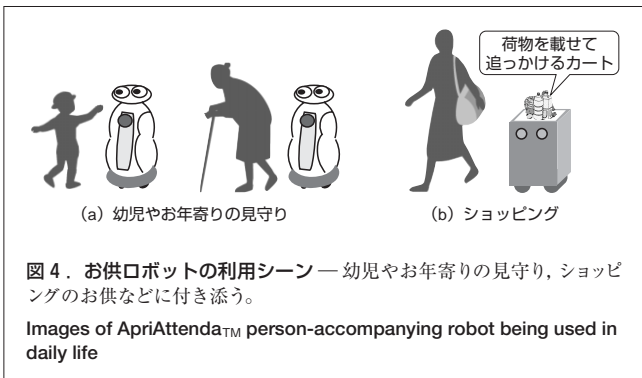 荷物を載せて
追っかけるカート
(a) 幼児やお年寄りの見守り
(b) ショッピング
図4. お供ロボットの利用シーン — 幼児やお年寄りの見守り,ショッピ
ングのお供などに付き添う。
Images of ApriAttendaTM person-accompanying robot being used in
daily life